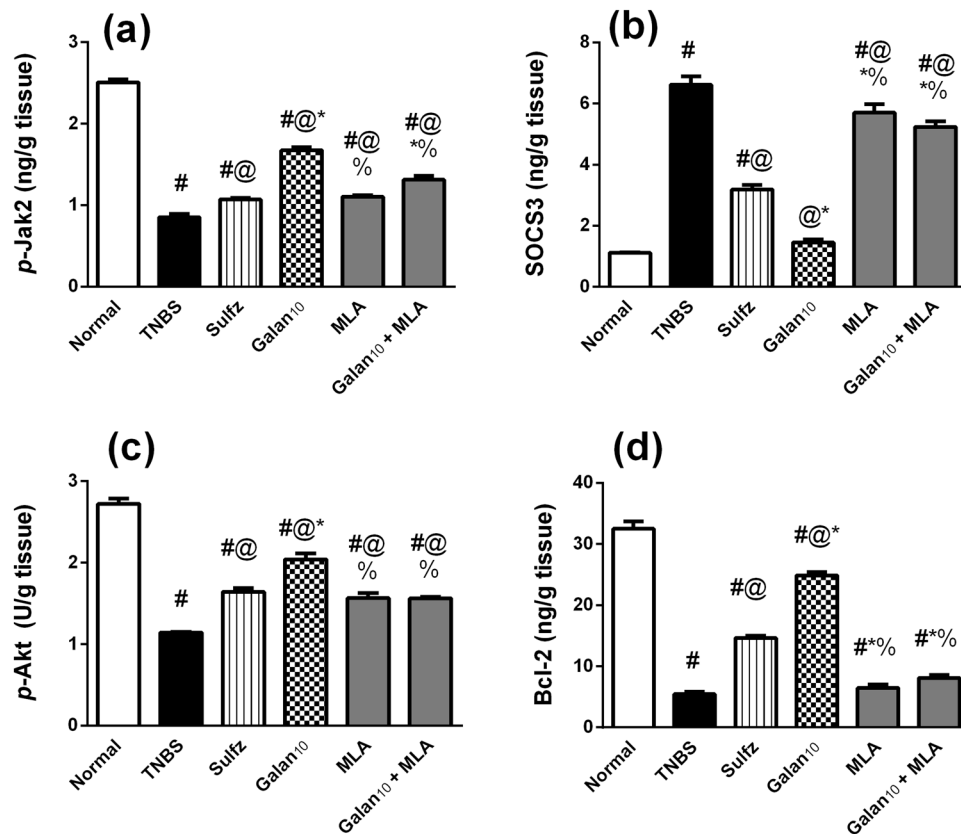 (a)
p-Jak2 (ng/g tissue)
3
2
1
0
#
#@
#@*
#@
%
#@
*%
Normal
TNBS
Sulfz
Galan10
MLA
Galan10 + MLA
(b)
SOCS3 (ng/g tissue)
8
6
4
2
0
#
#@
@*
#@
*%
#@
*%
Normal
TNBS
Sulfz
Galan10
MLA
Galan10 + MLA
(c)
p-Akt (U/g tissue)
3
2
1
0
#
#@
#@*
#@
%
#@
%
Normal
TNBS
Sulfz
Galan10
MLA
Galan10 + MLA
(d)
Bcl-2 (ng/g tissue)
40
30
20
10
0
#
#@
#@*
#*%
#*%
Normal
TNBS
Sulfz
Galan10
MLA
Galan10 + MLA